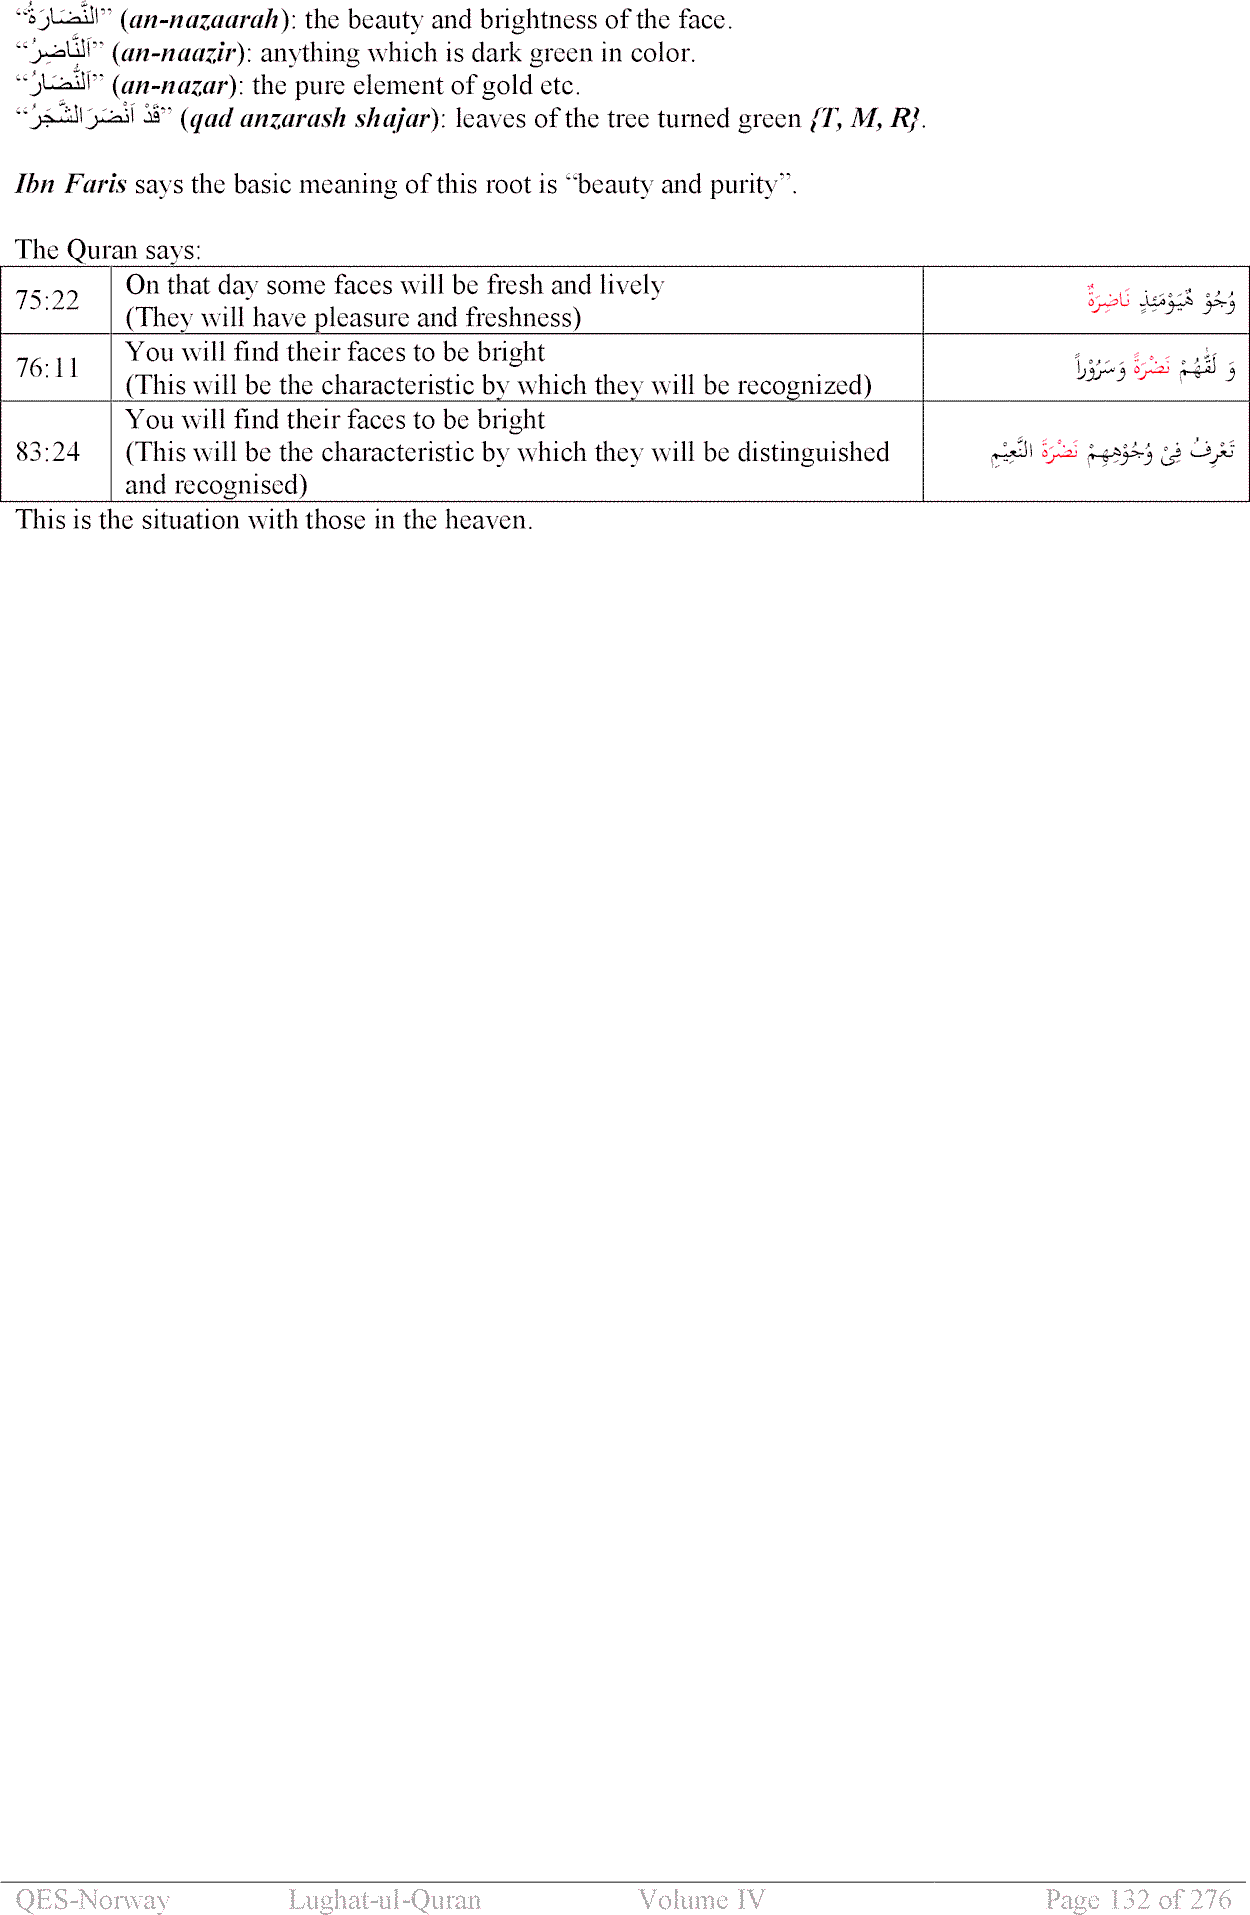 “اَلنَّضَارَةُ” (an-nazaarah): the beauty and brightness of the face.
“اَلنَّاضِرُ” (an-naazir): anything which is dark green in color.
“اَلنُّضَارُ” (an-nazar): the pure element of gold etc.
“قَدْ اَنْضَرَ الشَّجَرُ” (qad anzarash shajar): leaves of the tree turned green {T, M, R}.
Ibn Faris says the basic meaning of this root is “beauty and purity”.
The Quran says:
75:22
On that day some faces will be fresh and lively
(They will have pleasure and freshness)
وُجُوْ هٌيَوْمَئِذٍ نَاضِرَةٌ
76:11
You will find their faces to be bright
(This will be the characteristic by which they will be recognized)
وَ لَقّٰهُمْ نَضْرَةً وَسَرُوْراً
83:24
You will find their faces to be bright
(This will be the characteristic by which they will be distinguished
and recognised)
تَعْرِفُ فِىْ وُجُوْهِهِمْ نَضْرَةَ النَّعِيْمِ
This is the situation with those in the heaven.
QES-Norway Lughat-ul-Quran Volume IV Page 132 of 276